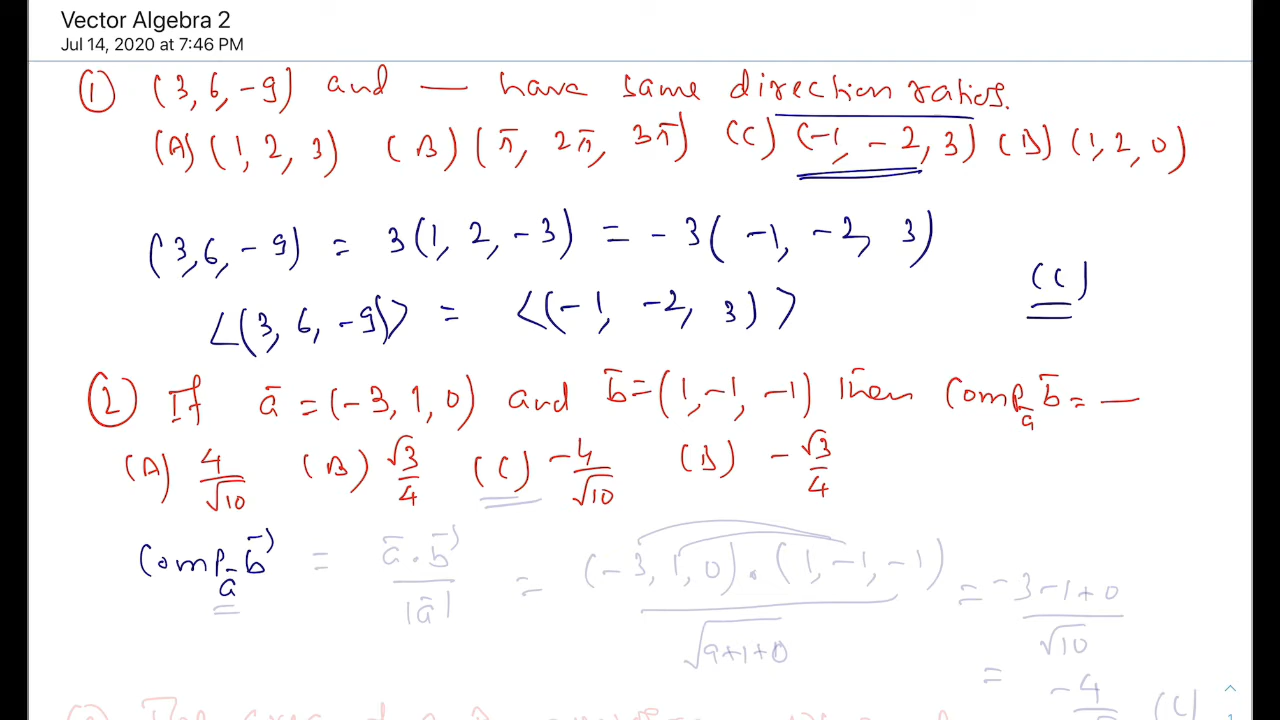 Vector Algebra 2
Jul 14, 2020 at 7:46 PM
① (3, 6, -9) and — have same direction ratios.
(A) (1, 2, 3) (B) (π, 2π, 3π) (C) (-1, -2, 3) (D) (1, 2, 0)
(3, 6, -9) = 3(1, 2, -3) = -3(-1, -2, 3)
<(3, 6, -9)> = <(-1, -2, 3)>
(C)
② If a̅ = (-3, 1, 0) and b̅ = (1, -1, -1) then Comp_a̅ b̅ = —
(A) 4/√10 (B) √3/4 (C) -4/√10 (D) -√3/4
Comp_a̅ b̅ = a̅ · b̅ / |a̅| = (-3, 1, 0) · (1, -1, -1) / √9+1+0 = -3-1+0 / √10
= -4/√ (C)